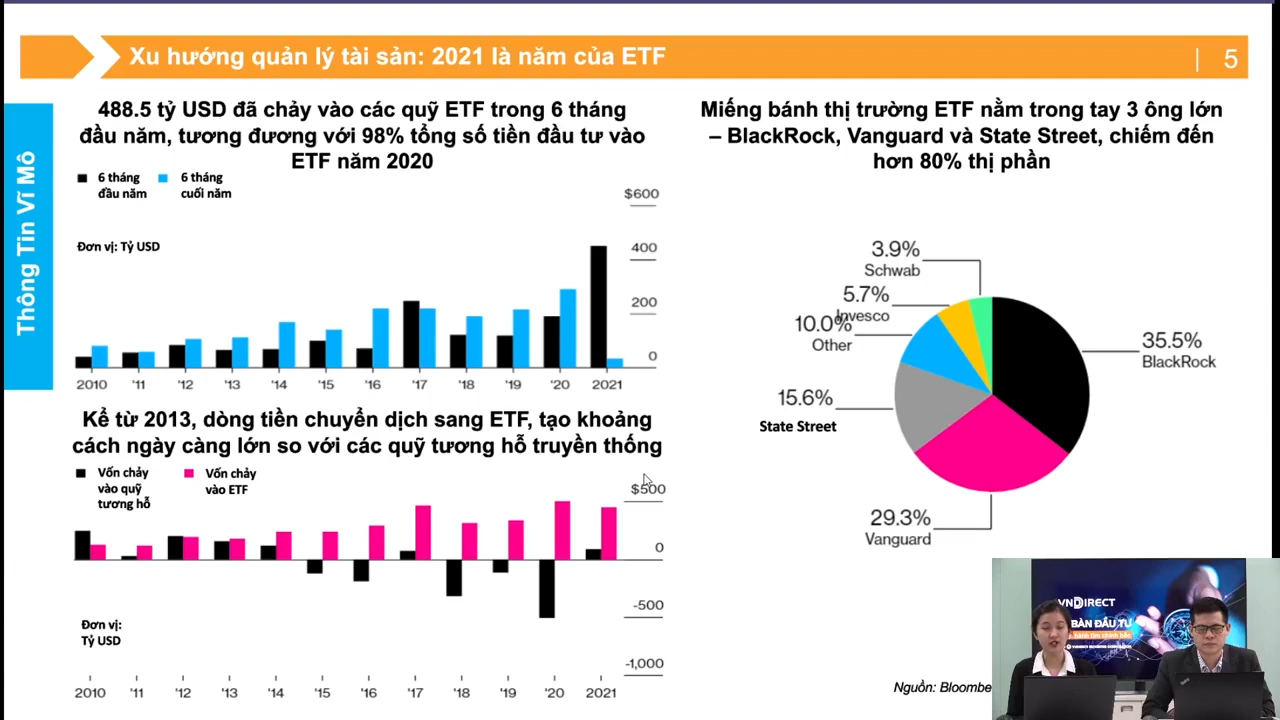 Xu hướng quản lý tài sản: 2021 là năm của ETF
| 5
Thông Tin Vĩ Mô
488.5 tỷ USD đã chảy vào các quỹ ETF trong 6 tháng
đầu năm, tương đương với 98% tổng số tiền đầu tư vào
ETF năm 2020
6 tháng
đầu năm
6 tháng
cuối năm
Đơn vị: Tỷ USD
$600
400
200
0
2010 '11 '12 '13 '14 '15 '16 '17 '18 '19 '20 2021
Kể từ 2013, dòng tiền chuyển dịch sang ETF, tạo khoảng
cách ngày càng lớn so với các quỹ tương hỗ truyền thống
Vốn chảy
vào quỹ
tương hỗ
Vốn chảy
vào ETF
$500
0
-500
-1,000
Đơn vị:
Tỷ USD
2010 '11 '12 '13 '14 '15 '16 '17 '18 '19 '20 2021
Miếng bánh thị trường ETF nằm trong tay 3 ông lớn
– BlackRock, Vanguard và State Street, chiếm đến
hơn 80% thị phần
3.9%
Schwab
5.7%
Invesco
10.0%
Other
15.6%
State Street
29.3%
Vanguard
35.5%
BlackRock
Nguồn: Bloombe
VNDIRECT
BÀN ĐẦU TƯ